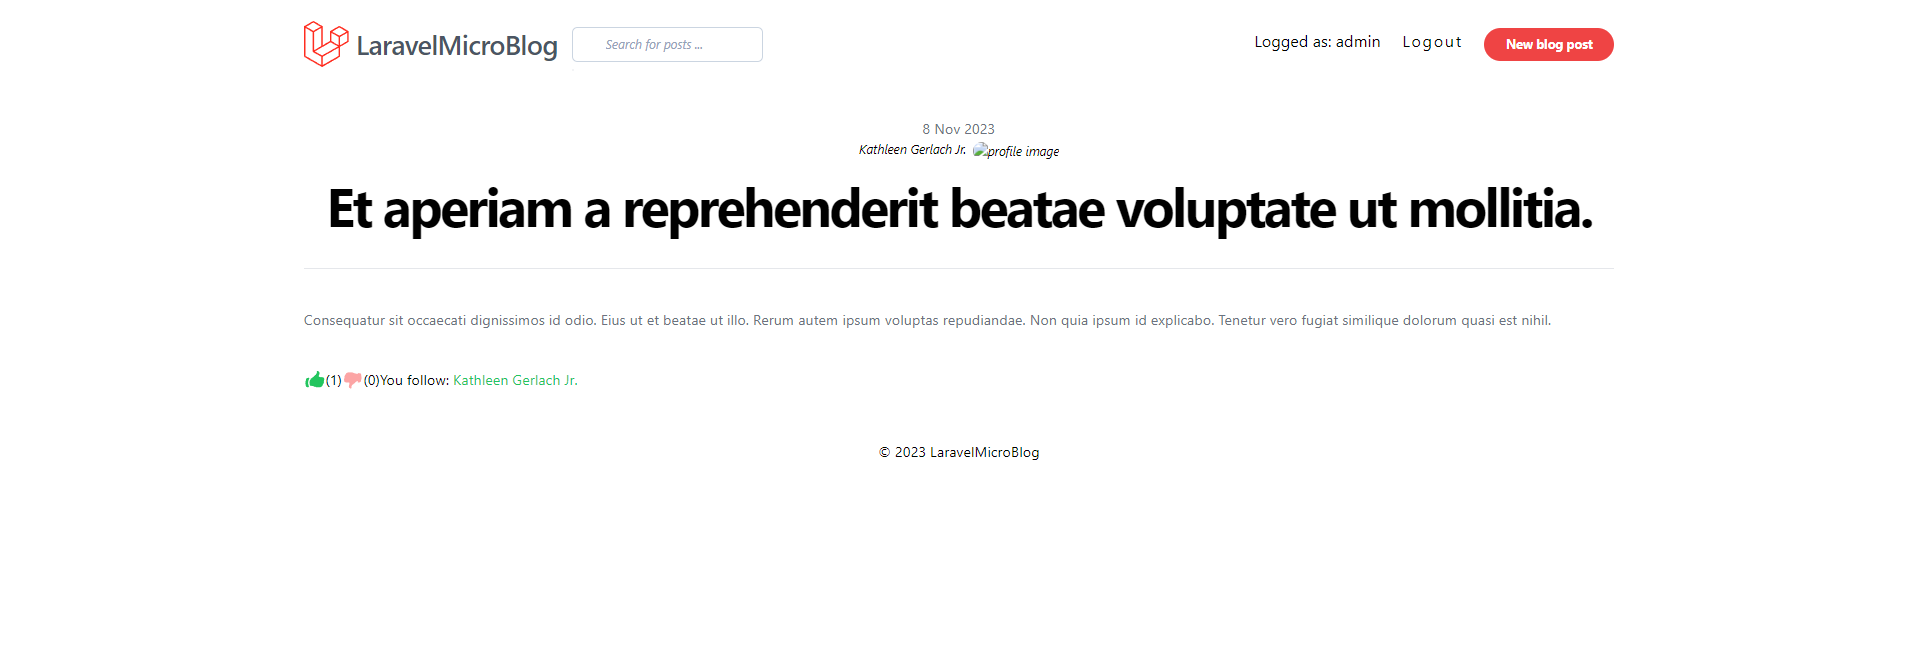 LaravelMicroBlog
Search for posts ...
Logged as: admin
Logout
New blog post
8 Nov 2023
Kathleen Gerlach Jr. profile image
Et aperiam a reprehenderit beatae voluptate ut mollitia.
Consequatur sit occaecati dignissimos id odio. Eius ut et beatae ut illo. Rerum autem ipsum voluptas repudiandae. Non quia ipsum id explicabo. Tenetur vero fugiat similique dolorum quasi est nihil.
(1) (0)You follow: Kathleen Gerlach Jr.
© 2023 LaravelMicroBlog